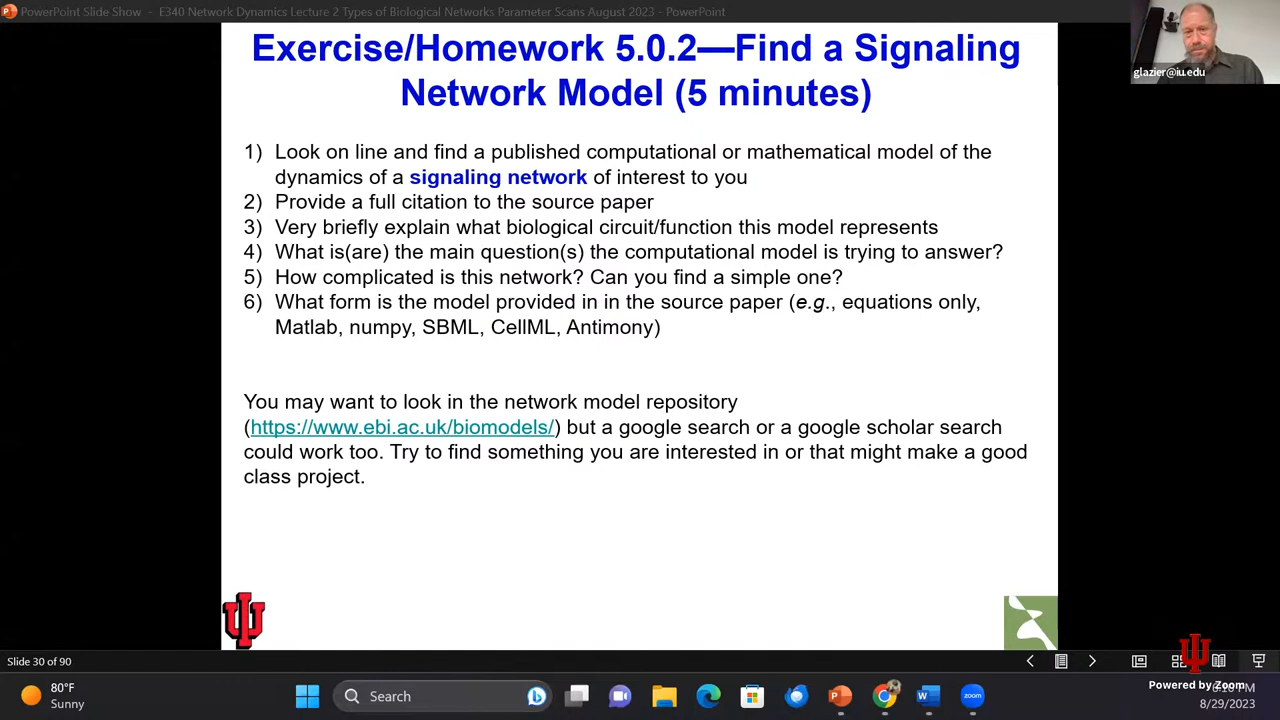 PowerPoint Slide Show - E340 Network Dynamics Lecture 2 Types of Biological Networks Parameter Scans August 2023 - PowerPoint
glazier@iu.edu
Exercise/Homework 5.0.2—Find a Signaling
Network Model (5 minutes)
1) Look on line and find a published computational or mathematical model of the
dynamics of a signaling network of interest to you
2) Provide a full citation to the source paper
3) Very briefly explain what biological circuit/function this model represents
4) What is(are) the main question(s) the computational model is trying to answer?
5) How complicated is this network? Can you find a simple one?
6) What form is the model provided in in the source paper (e.g., equations only,
Matlab, numpy, SBML, CellML, Antimony)
You may want to look in the network model repository
(https://www.ebi.ac.uk/biomodels/) but a google search or a google scholar search
could work too. Try to find something you are interested in or that might make a good
class project.
Slide 30 of 90
80°F
Sunny
Search
zoom
Powered by Zoom
PM
8/29/2023